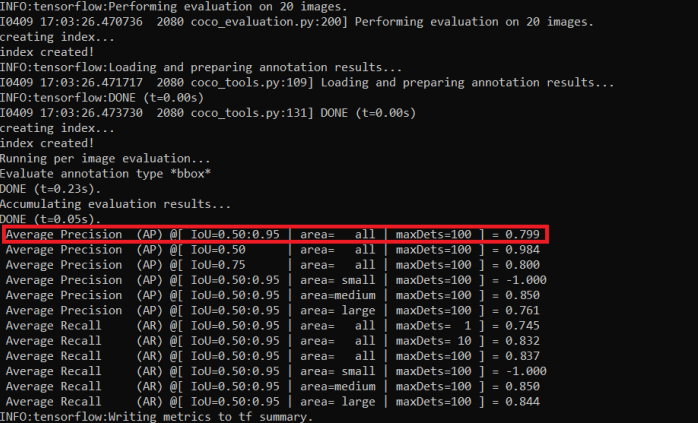 INFO:tensorflow:Performing evaluation on 20 images.
I0409 17:03:26.470736  2080 coco_evaluation.py:200] Performing evaluation on 20 images.
creating index...
index created!
INFO:tensorflow:Loading and preparing annotation results...
I0409 17:03:26.471717  2080 coco_tools.py:109] Loading and preparing annotation results...
INFO:tensorflow:DONE (t=0.00s)
I0409 17:03:26.473730  2080 coco_tools.py:131] DONE (t=0.00s)
creating index...
index created!
Running per image evaluation...
Evaluate annotation type *bbox*
DONE (t=0.23s).
Accumulating evaluation results...
DONE (t=0.05s).
Average Precision  (AP) @[ IoU=0.50:0.95 | area=   all | maxDets=100 ] = 0.799
Average Precision  (AP) @[ IoU=0.50      | area=   all | maxDets=100 ] = 0.984
Average Precision  (AP) @[ IoU=0.75      | area=   all | maxDets=100 ] = 0.800
Average Precision  (AP) @[ IoU=0.50:0.95 | area= small | maxDets=100 ] = -1.000
Average Precision  (AP) @[ IoU=0.50:0.95 | area=medium | maxDets=100 ] = 0.850
Average Precision  (AP) @[ IoU=0.50:0.95 | area= large | maxDets=100 ] = 0.761
Average Recall     (AR) @[ IoU=0.50:0.95 | area=   all | maxDets=  1 ] = 0.745
Average Recall     (AR) @[ IoU=0.50:0.95 | area=   all | maxDets= 10 ] = 0.832
Average Recall     (AR) @[ IoU=0.50:0.95 | area=   all | maxDets=100 ] = 0.837
Average Recall     (AR) @[ IoU=0.50:0.95 | area= small | maxDets=100 ] = -1.000
Average Recall     (AR) @[ IoU=0.50:0.95 | area=medium | maxDets=100 ] = 0.850
Average Recall     (AR) @[ IoU=0.50:0.95 | area= large | maxDets=100 ] = 0.844
INFO:tensorflow:Writing metrics to tf summary.